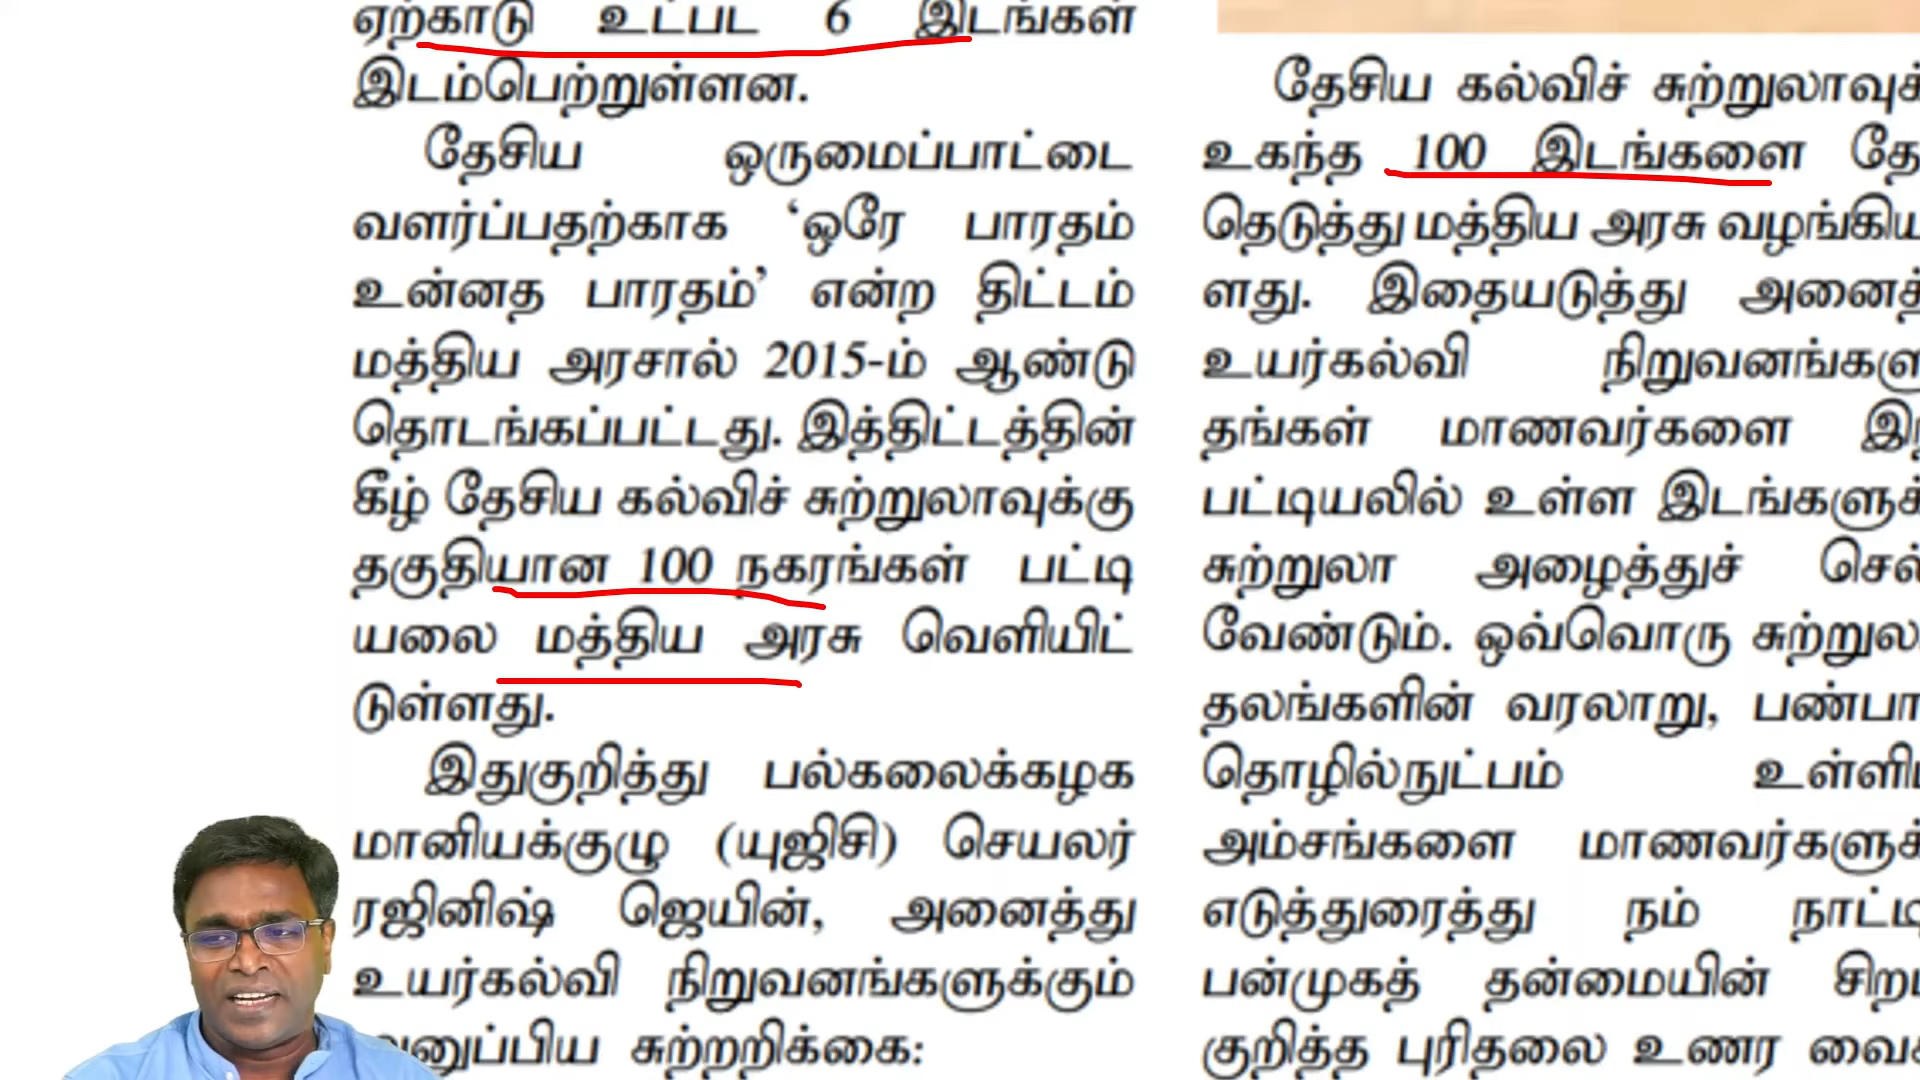 ஏற்காடு உட்பட 6 இடங்கள்
இடம்பெற்றுள்ளன.
தேசிய ஒருமைப்பாட்டை
வளர்ப்பதற்காக ‘ஒரே பாரதம்
உன்னத பாரதம்’ என்ற திட்டம்
மத்திய அரசால் 2015-ம் ஆண்டு
தொடங்கப்பட்டது. இத்திட்டத்தின்
கீழ் தேசிய கல்விச் சுற்றுலாவுக்கு
தகுதியான 100 நகரங்கள் பட்டி
யலை மத்திய அரசு வெளியிட்
டுள்ளது.
இதுகுறித்து பல்கலைக்கழக
மானியக்குழு (யுஜிசி) செயலர்
ரஜினிஷ் ஜெயின், அனைத்து
உயர்கல்வி நிறுவனங்களுக்கும்
சுற்றறிக்கை:
தேசிய கல்விச்
உகந்த 100 இடங்களை
தெடுத்து மத்திய அரசு
ளது. இதையடுத்து
உயர்கல்வி
தங்கள் மாணவர்களை
பட்டியலில் உள்ள
சுற்றுலா அழைத்துச்
வேண்டும். ஒவ்வொரு
தலங்களின் வரலாறு,
தொழில்நுட்பம்
அம்சங்களை
எடுத்துரைத்து நம்
பன்முகத் தன்மையின்
குறித்த புரிதலை உணர